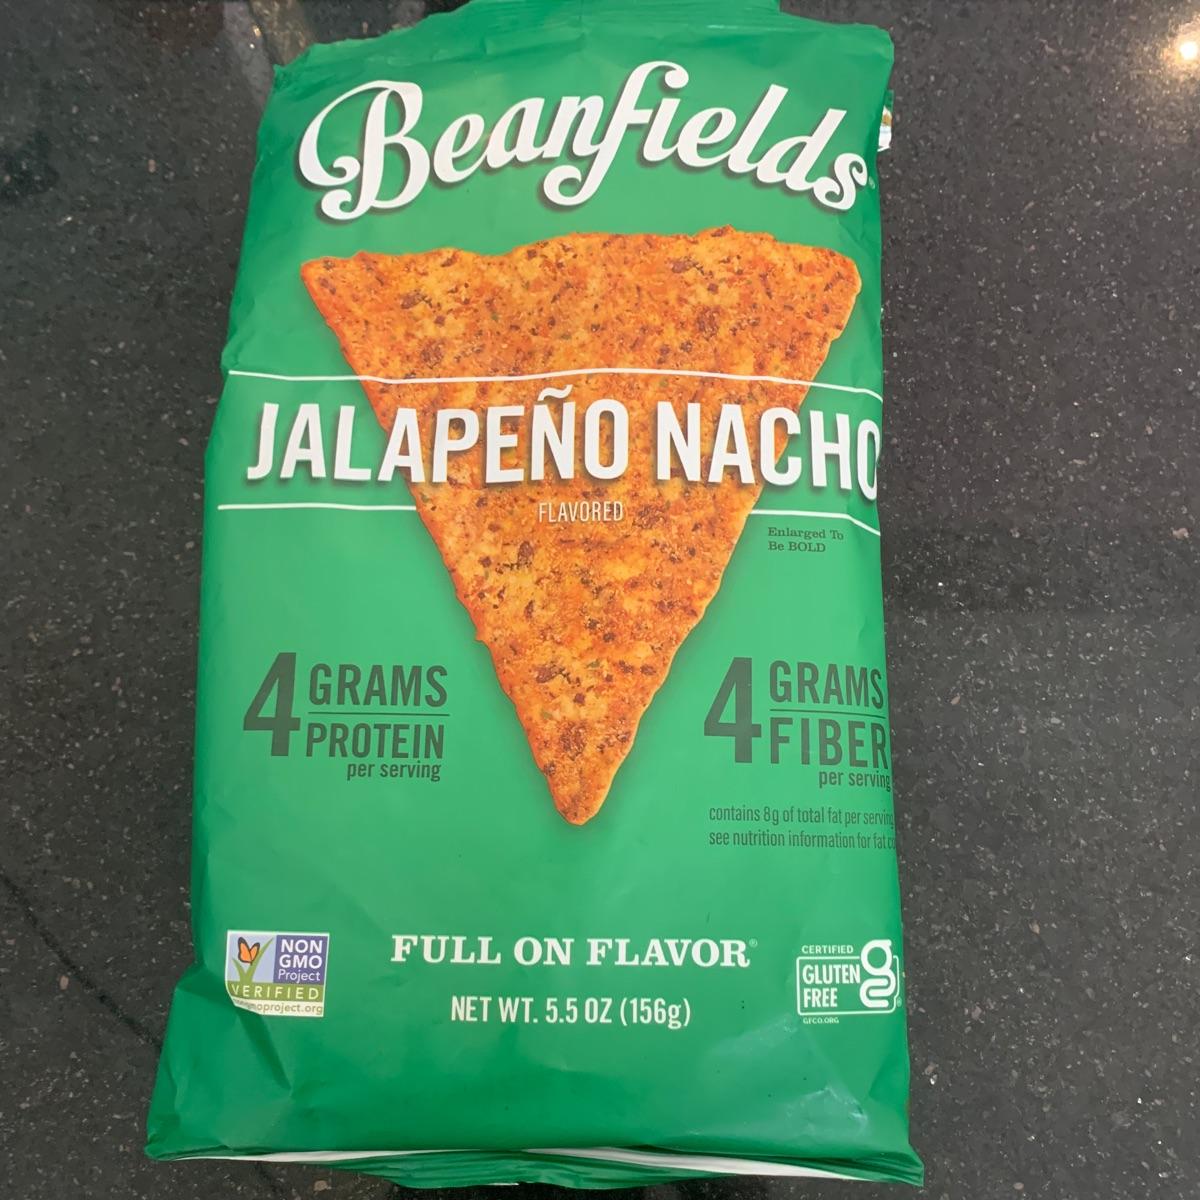 Beanfields®
JALAPEÑO NACHO
FLAVORED
Enlarged To
Be BOLD
4 GRAMS
PROTEIN
per serving
4 GRAMS
FIBER
per serving
contains 8g of total fat per serving
see nutrition information for fat
NON
GMO
Project
VERIFIED
FULL ON FLAVOR®
NET WT. 5.5 OZ (156g)
CERTIFIED
GLUTEN
FREE
GFCO.ORG